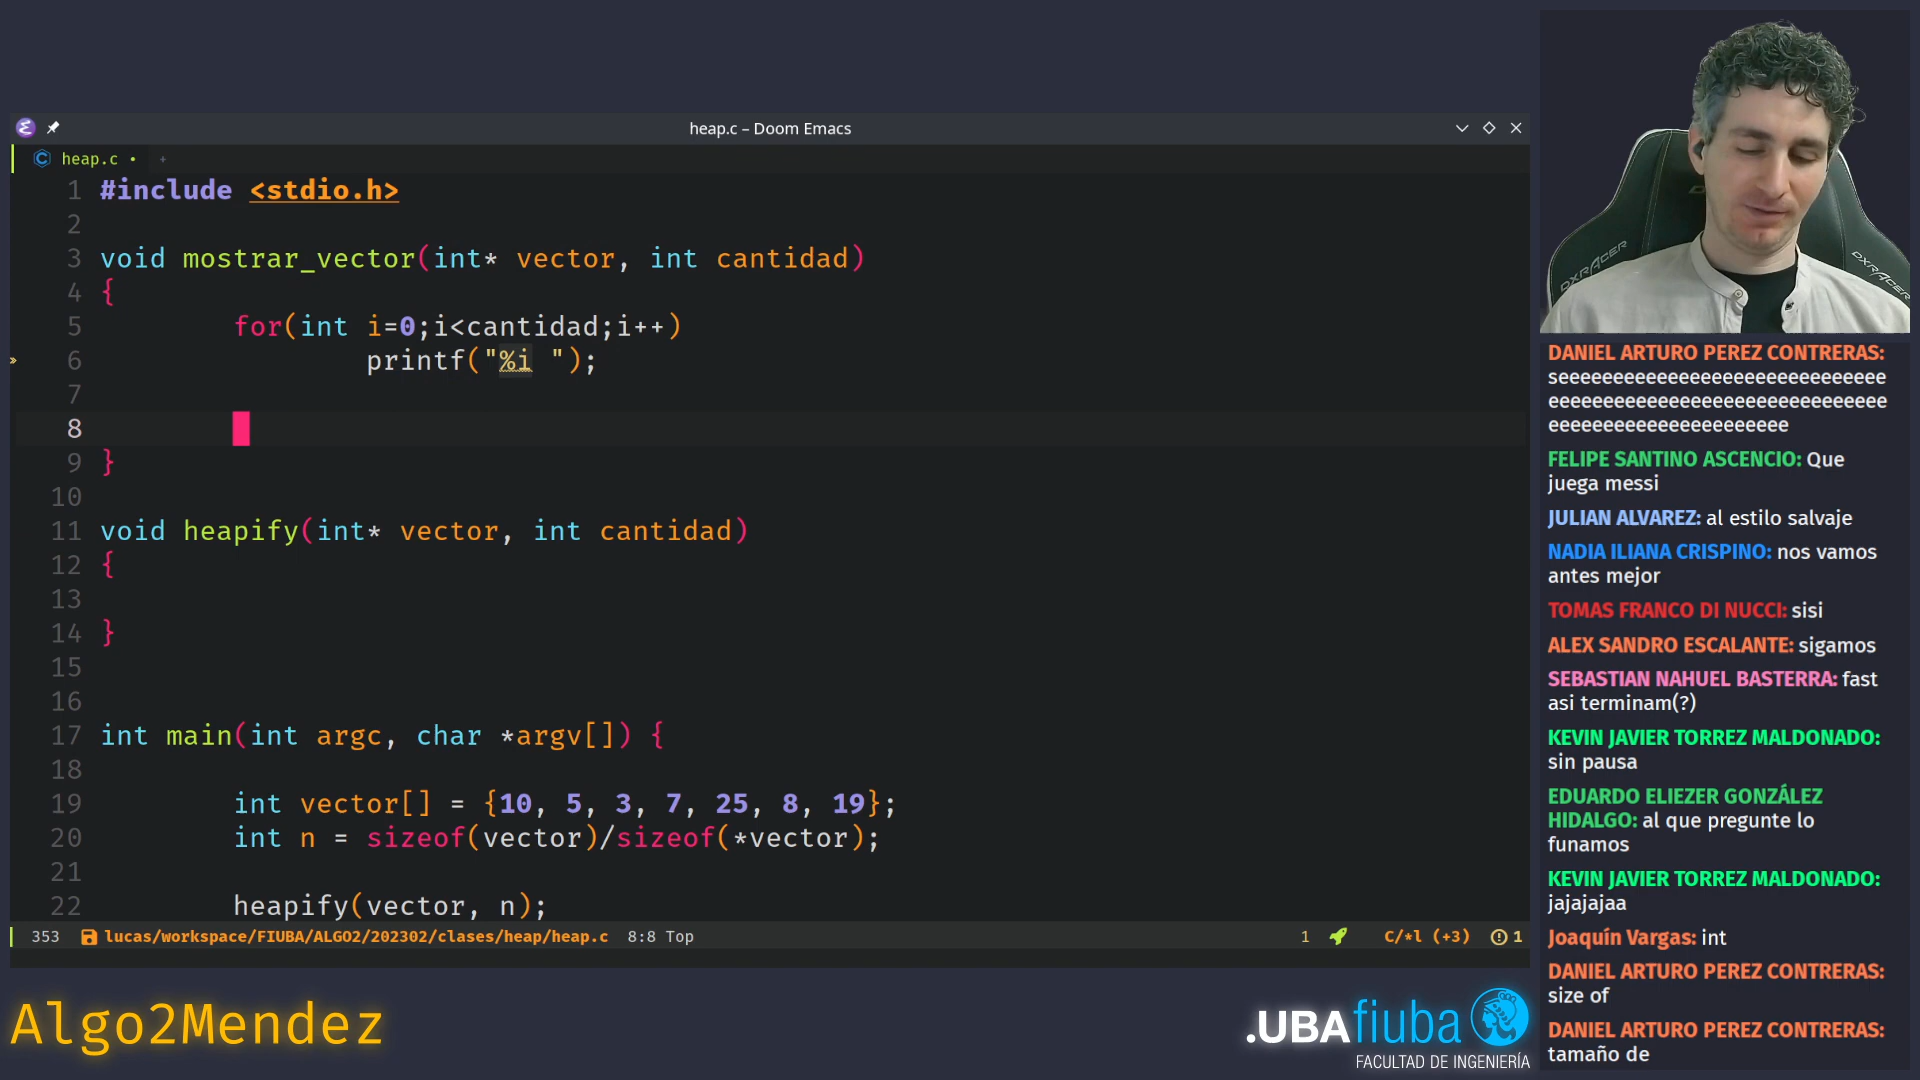 heap.c – Doom Emacs
heap.c • +
1 #include <stdio.h>
2
3 void mostrar_vector(int* vector, int cantidad)
4 {
5 for(int i=0;i<cantidad;i++)
» 6 printf("%i ");
7
8
9 }
10
11 void heapify(int* vector, int cantidad)
12 {
13
14 }
15
16
17 int main(int argc, char *argv[]) {
18
19 int vector[] = {10, 5, 3, 7, 25, 8, 19};
20 int n = sizeof(vector)/sizeof(*vector);
21
22 heapify(vector, n);
353 lucas/workspace/FIUBA/ALGO2/202302/clases/heap/heap.c 8:8 Top 1 C/*l (+3) 1
Algo2Mendez
.UBAfiuba
FACULTAD DE INGENIERÍA
DXRACER
DXRACER
DANIEL ARTURO PEREZ CONTRERAS:
seeeeeeeeeeeeeeeeeeeeeeeeeeeeee
eeeeeeeeeeeeeeeeeeeeeeeeeeeeeee
eeeeeeeeeeeeeeeeeeeeee
FELIPE SANTINO ASCENCIO: Que
juega messi
JULIAN ALVAREZ: al estilo salvaje
NADIA ILIANA CRISPINO: nos vamos
antes mejor
TOMAS FRANCO DI NUCCI: sisi
ALEX SANDRO ESCALANTE: sigamos
SEBASTIAN NAHUEL BASTERRA: fast
asi terminam(?)
KEVIN JAVIER TORREZ MALDONADO:
sin pausa
EDUARDO ELIEZER GONZÁLEZ
HIDALGO: al que pregunte lo
funamos
KEVIN JAVIER TORREZ MALDONADO:
jajajajaa
Joaquín Vargas: int
DANIEL ARTURO PEREZ CONTRERAS:
size of
DANIEL ARTURO PEREZ CONTRERAS:
tamaño de